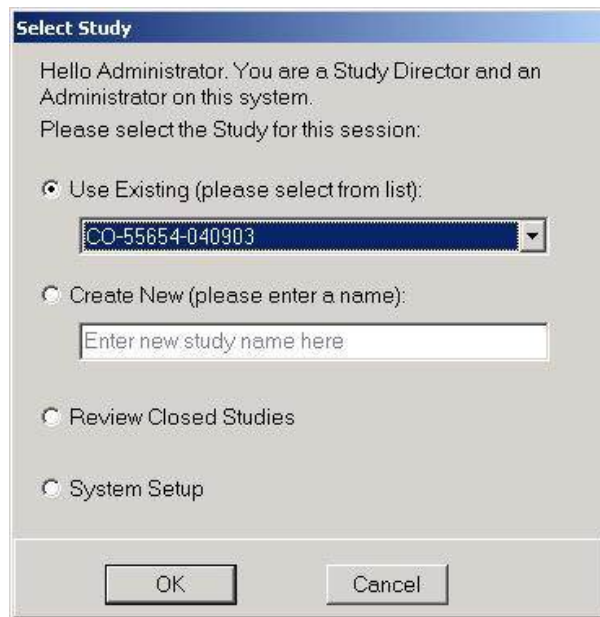 Select Study
Hello Administrator. You are a Study Director and an
Administrator on this system.
Please select the Study for this session:
Use Existing (please select from list):
CO-55654-040903
Create New (please enter a name):
Enter new study name here
Review Closed Studies
System Setup
OK
Cancel